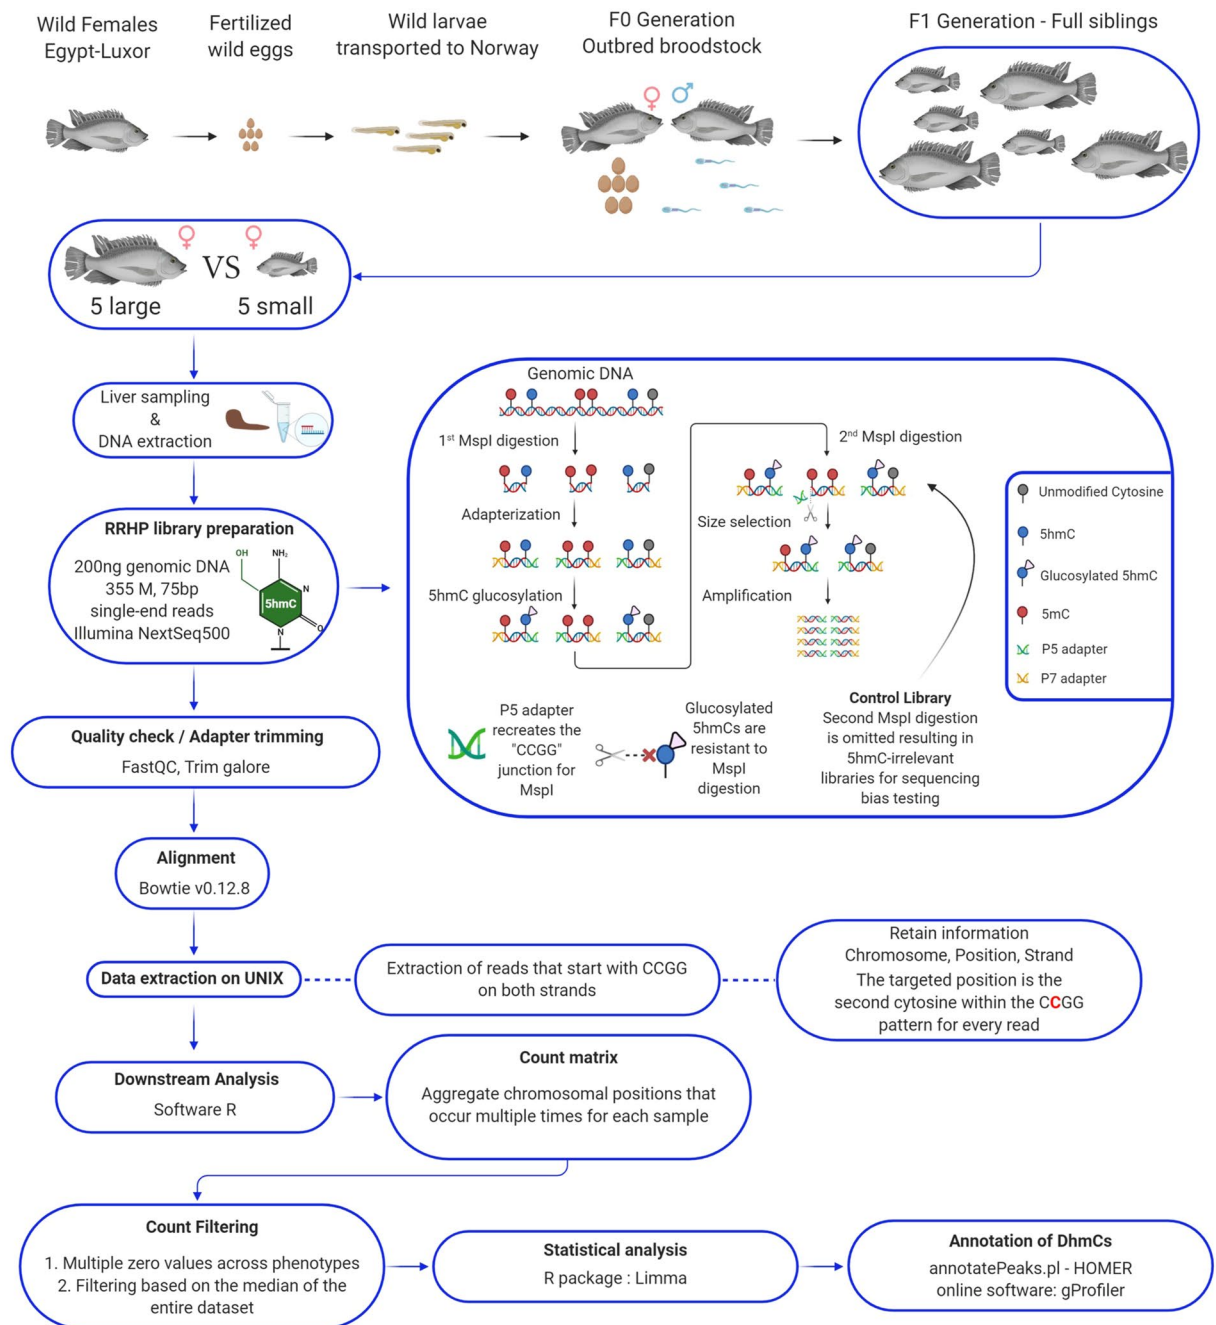 Wild Females
Egypt-Luxor
Fertilized
wild eggs
Wild larvae
transported to Norway
F0 Generation
Outbred broodstock
F1 Generation - Full siblings
VS
5 large
5 small
Liver sampling
&
DNA extraction
RRHP library preparation
200ng genomic DNA
355 M, 75bp
single-end reads
Illumina NextSeq500
OH
NH₂
N
5hmC
N
O
Genomic DNA
1st MspI digestion
Adapterization
5hmC glucosylation
2nd MspI digestion
Size selection
Amplification
Unmodified Cytosine
5hmC
Glucosylated 5hmC
5mC
P5 adapter
P7 adapter
P5 adapter
recreates the
"CCGG"
junction for
MspI
Glucosylated
5hmCs are
resistant to
MspI
digestion
Control Library
Second MspI digestion
is omitted resulting in
5hmC-irrelevant
libraries for sequencing
bias testing
Quality check / Adapter trimming
FastQC, Trim galore
Alignment
Bowtie v0.12.8
Data extraction on UNIX
Extraction of reads that start with CCGG
on both strands
Retain information
Chromosome, Position, Strand
The targeted position is the
second cytosine within the CCGG
pattern for every read
Downstream Analysis
Software R
Count matrix
Aggregate chromosomal positions that
occur multiple times for each sample
Count Filtering
1. Multiple zero values across phenotypes
2. Filtering based on the median of the
entire dataset
Statistical analysis
R package : Limma
Annotation of DhmCs
annotatePeaks.pl - HOMER
online software: gProfiler